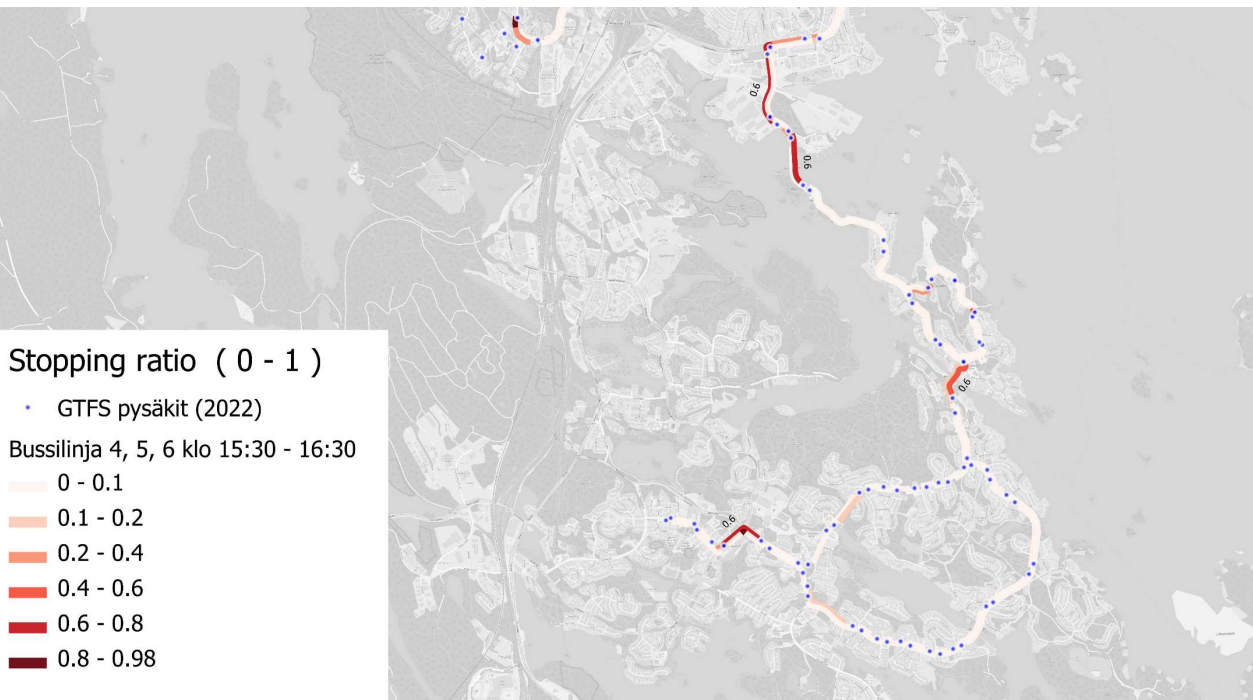 0.6
0.6
0.6
0.6
Stopping ratio ( 0 - 1 )
GTFS pysäkit (2022)
Bussilinja 4, 5, 6 klo 15:30 - 16:30
0 - 0.1
0.1 - 0.2
0.2 - 0.4
0.4 - 0.6
0.6 - 0.8
0.8 - 0.98